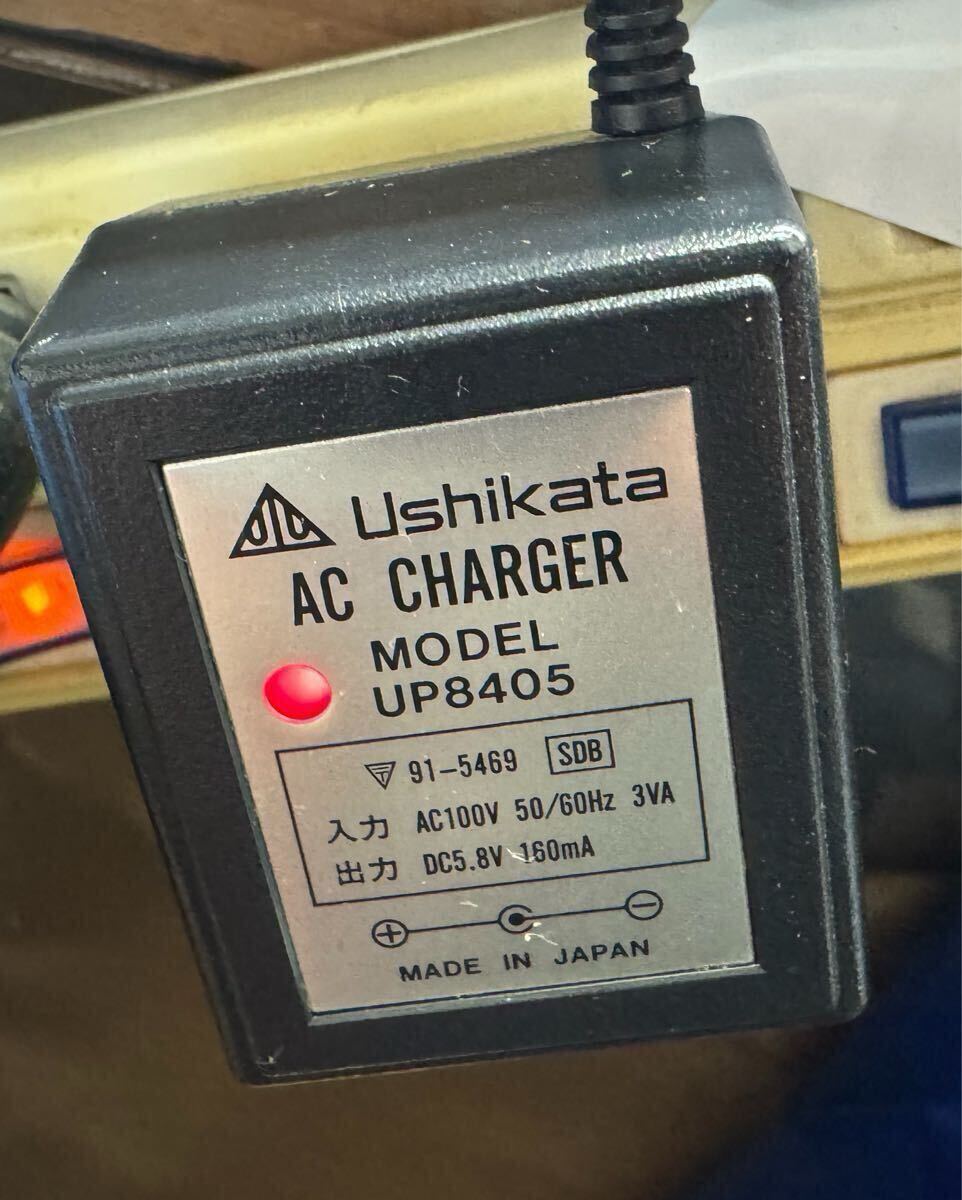 Ushikata
AC CHARGER
MODEL
UP8405
91-5469 SDB
入力 AC100V 50/60Hz 3VA
出力 DC5.8V 160mA
MADE IN JAPAN